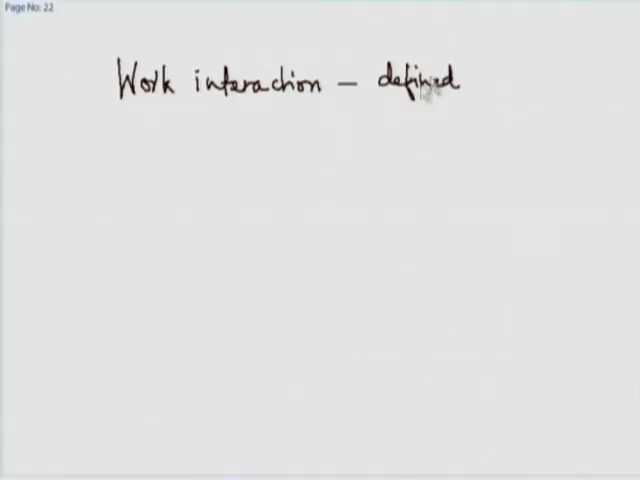 Page No: 22
Work interaction - defined